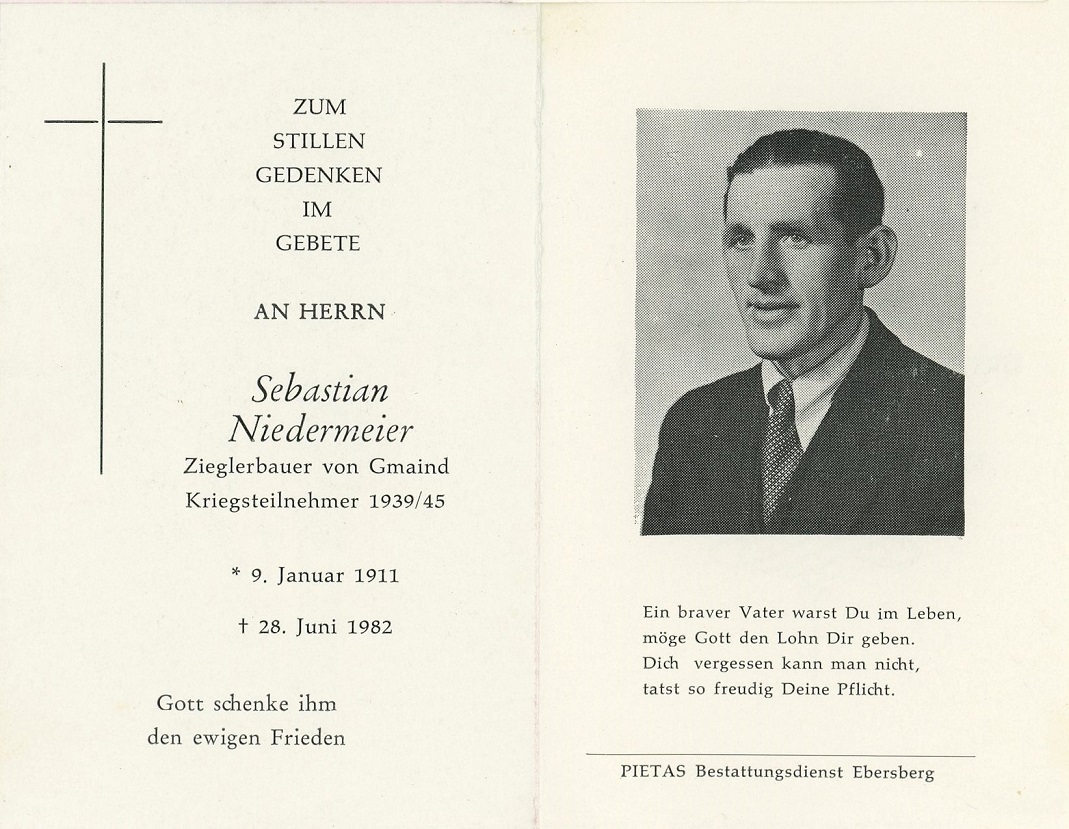 ZUM
STILLEN
GEDENKEN
IM
GEBETE
AN HERRN
Sebastian
Niedermeier
Zieglerbauer von Gmaind
Kriegsteilnehmer 1939/45
* 9. Januar 1911
† 28. Juni 1982
Gott schenke ihm
den ewigen Frieden
Ein braver Vater warst Du im Leben,
möge Gott den Lohn Dir geben.
Dich vergessen kann man nicht,
tatst so freudig Deine Pflicht.
PIETAS Bestattungsdienst Ebersberg